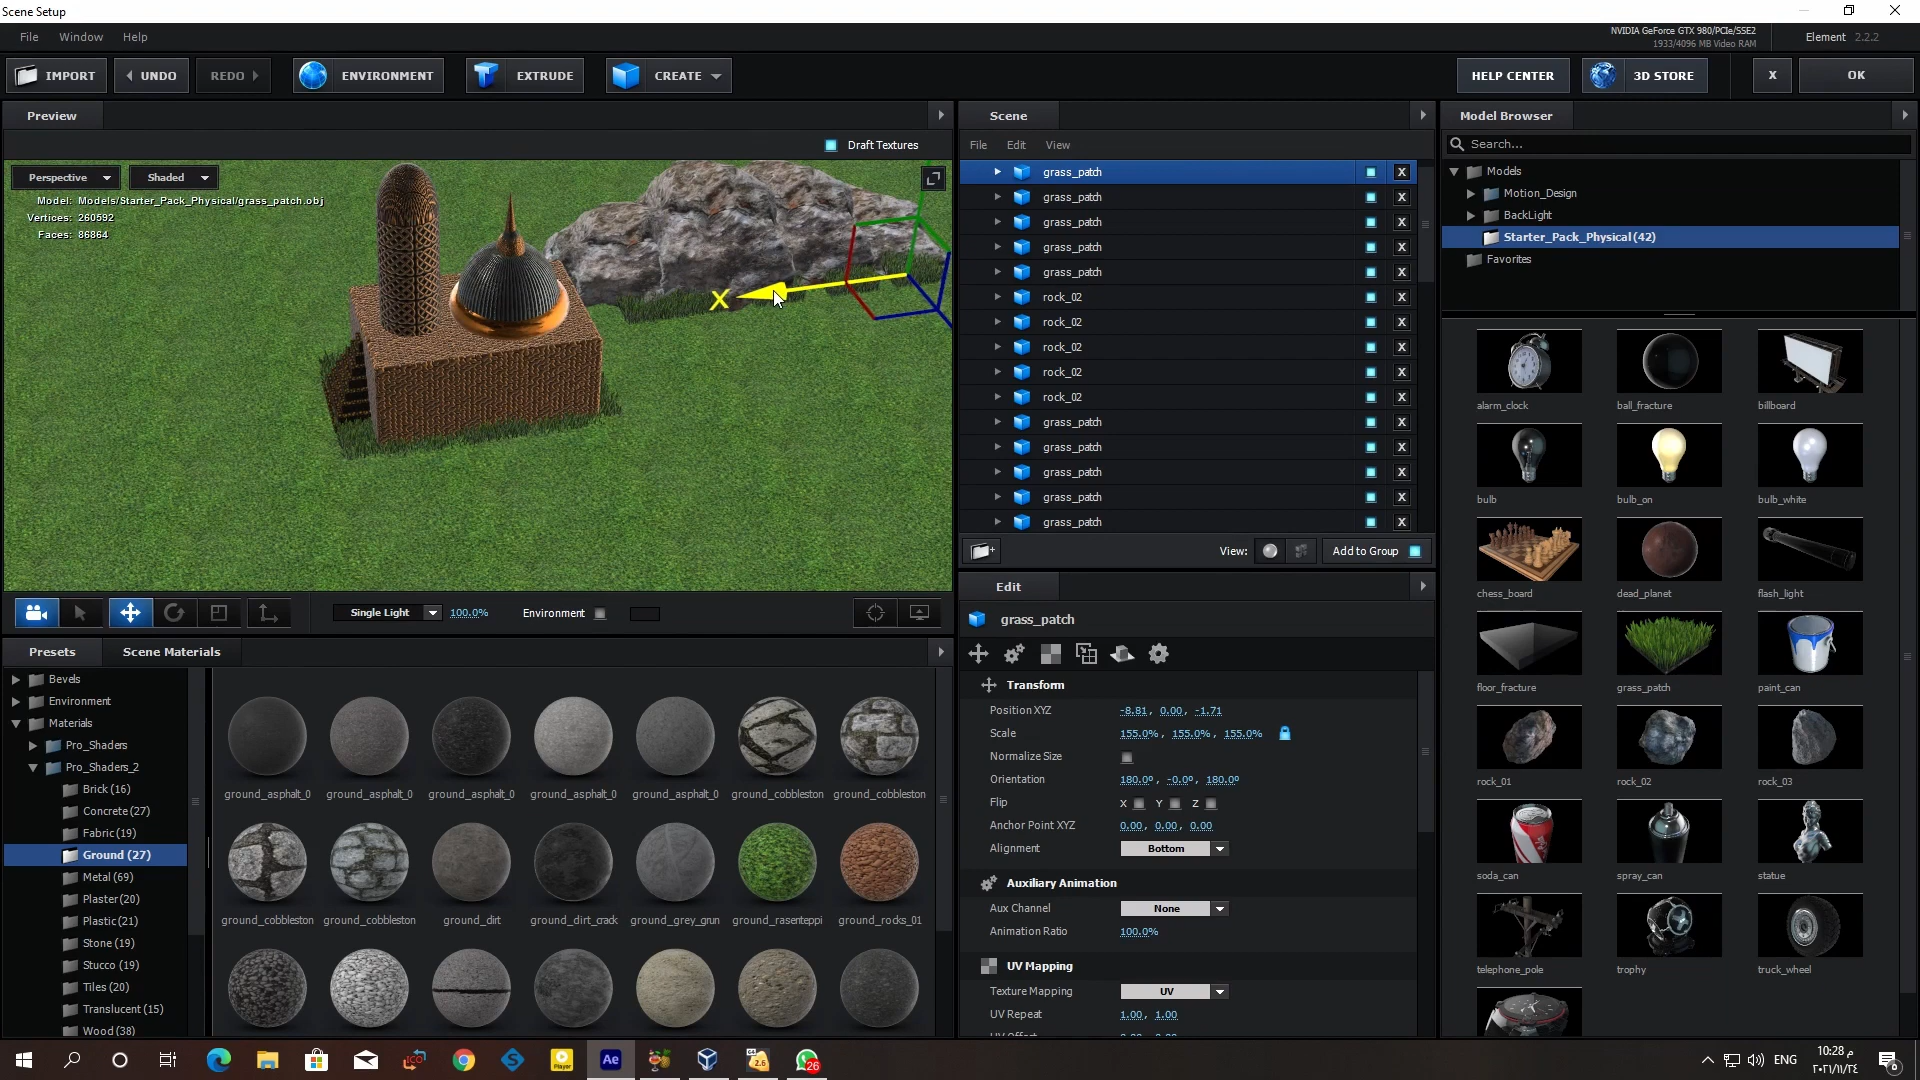 Scene Setup
File Window Help
NVIDIA GeForce GTX 980/PCIe/SSE2
1933/4096 MB Video RAM
Element 2.2.2
IMPORT UNDO REDO ENVIRONMENT EXTRUDE CREATE HELP CENTER 3D STORE X OK
Preview
Draft Textures
Perspective Shaded
Model: Models/Starter_Pack_Physical/grass_patch.obj
Vertices: 260592
Faces: 86864
X
Single Light 100.0% Environment
Scene
File Edit View
grass_patch X
grass_patch X
grass_patch X
grass_patch X
grass_patch X
rock_02 X
rock_02 X
rock_02 X
rock_02 X
rock_02 X
grass_patch X
grass_patch X
grass_patch X
grass_patch X
grass_patch X
View: Add to Group
Edit
grass_patch
Transform
Position XYZ -8.81, 0.00, -1.71
Scale 155.0%, 155.0%, 155.0%
Normalize Size
Orientation 180.0°, -0.0°, 180.0°
Flip X Y Z
Anchor Point XYZ 0.00, 0.00, 0.00
Alignment Bottom
Auxiliary Animation
Aux Channel None
Animation Ratio 100.0%
UV Mapping
Texture Mapping UV
UV Repeat 1.00, 1.00
Model Browser
Search...
Models
Motion_Design
BackLight
Starter_Pack_Physical (42)
Favorites
alarm_clock ball_fracture billboard
bulb bulb_on bulb_white
chess_board dead_planet flash_light
floor_fracture grass_patch paint_can
rock_01 rock_02 rock_03
soda_can spray_can statue
telephone_pole trophy truck_wheel
Presets Scene Materials
Bevels
Environment
Materials
Pro_Shaders
Pro_Shaders_2
Brick (16)
Concrete (27)
Fabric (19)
Ground (27)
Metal (69)
Plaster (20)
Plastic (21)
Stone (19)
Stucco (19)
Tiles (20)
Translucent (15)
Wood (38)
ground_asphalt_0 ground_asphalt_0 ground_asphalt_0 ground_asphalt_0 ground_asphalt_0 ground_cobbleston ground_cobbleston
ground_cobbleston ground_cobbleston ground_dirt ground_dirt_crack ground_grey_grun ground_rasenteppi ground_rocks_01
Ae
26
ENG
10:28 م
٢٠٢١/١١/٢٤